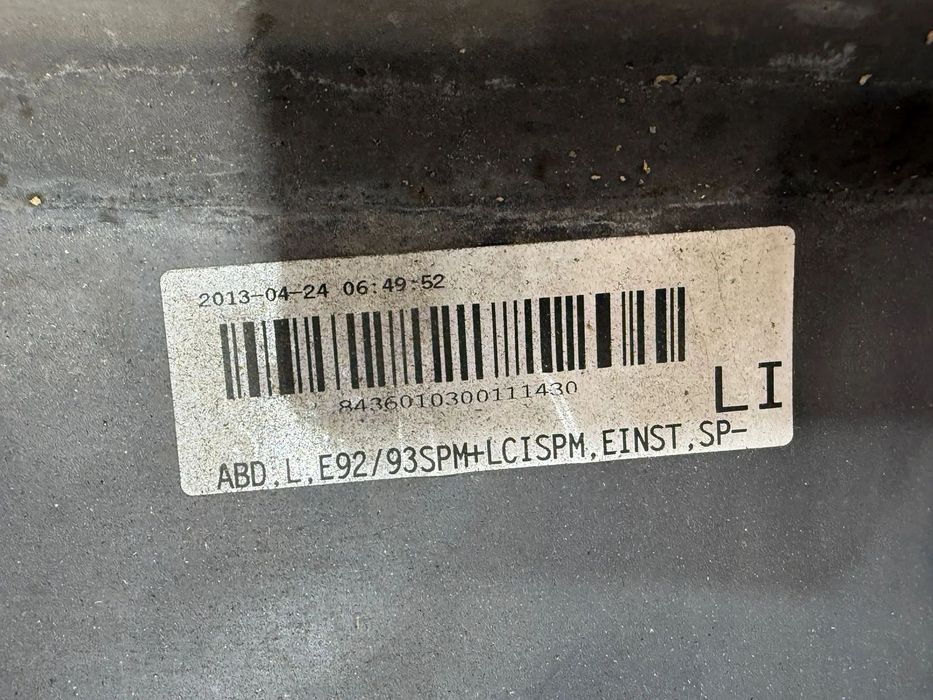 2013-04-24 06:49:52
8436010300111430
LI
ABD,L,E92/93SPM+LCISPM,EINST,SP-